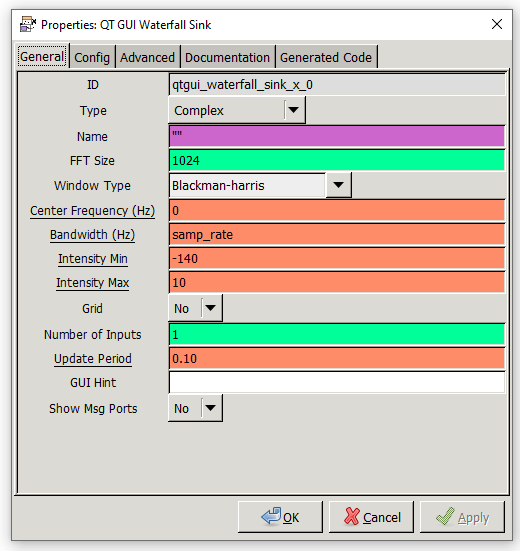 Properties: QT GUI Waterfall Sink
General Config Advanced Documentation Generated Code
ID qtgui_waterfall_sink_x_0
Type Complex
Name ""
FFT Size 1024
Window Type Blackman-harris
Center Frequency (Hz) 0
Bandwidth (Hz) samp_rate
Intensity Min -140
Intensity Max 10
Grid No
Number of Inputs 1
Update Period 0.10
GUI Hint
Show Msg Ports No
OK Cancel Apply